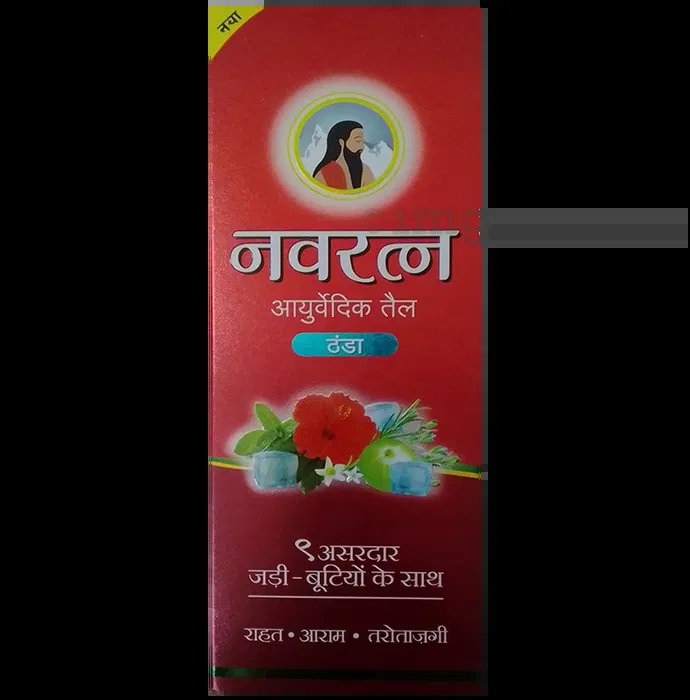 नया
नवरत्न
आयुर्वेदिक तैल
ठंडा
९ असरदार
जड़ी-बूटियों के साथ
राहत • आराम • तरोताज़गी